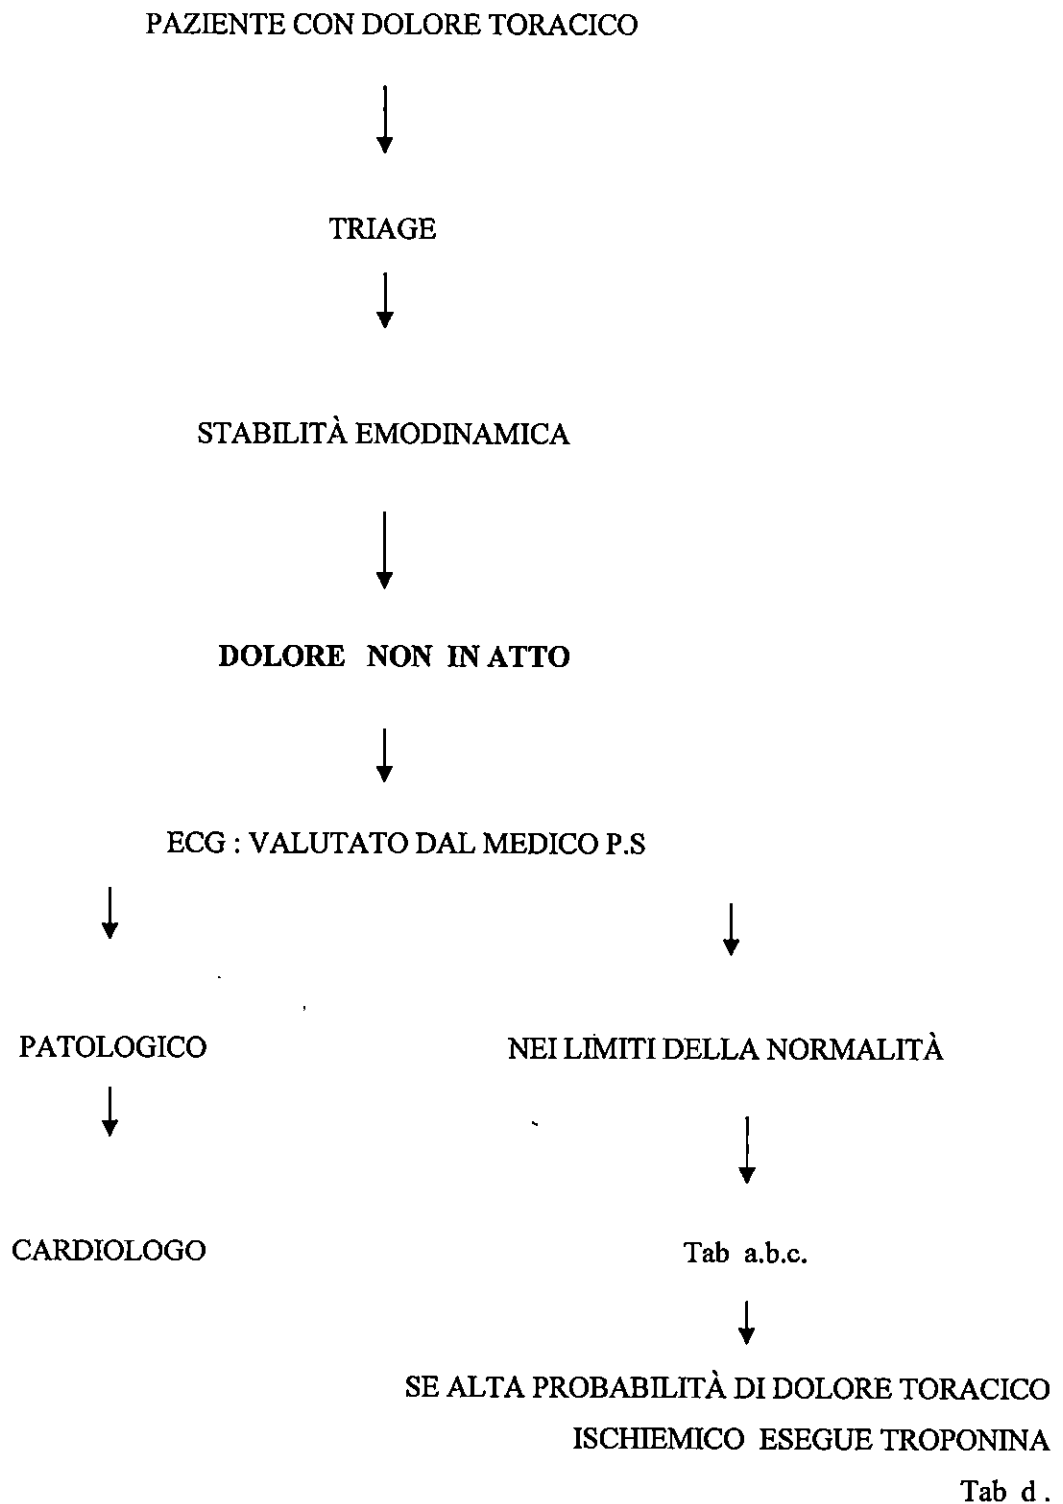 PAZIENTE CON DOLORE TORACICO
TRIAGE
STABILITÀ EMODINAMICA
DOLORE NON IN ATTO
ECG : VALUTATO DAL MEDICO P.S
PATOLOGICO
NEI LIMITI DELLA NORMALITÀ
CARDIOLOGO
Tab a.b.c.
SE ALTA PROBABILITÀ DI DOLORE TORACICO
ISCHIEMICO ESEGUE TROPONINA
Tab d .